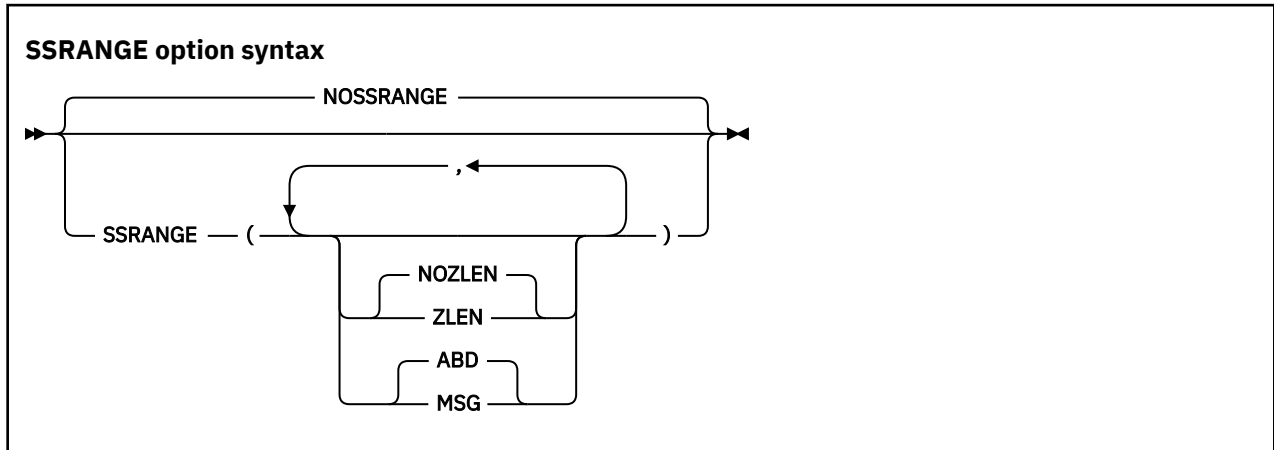 SSRANGE option syntax
NOSSRANGE
,
SSRANGE ( )
NOZLEN
ZLEN
ABD
MSG